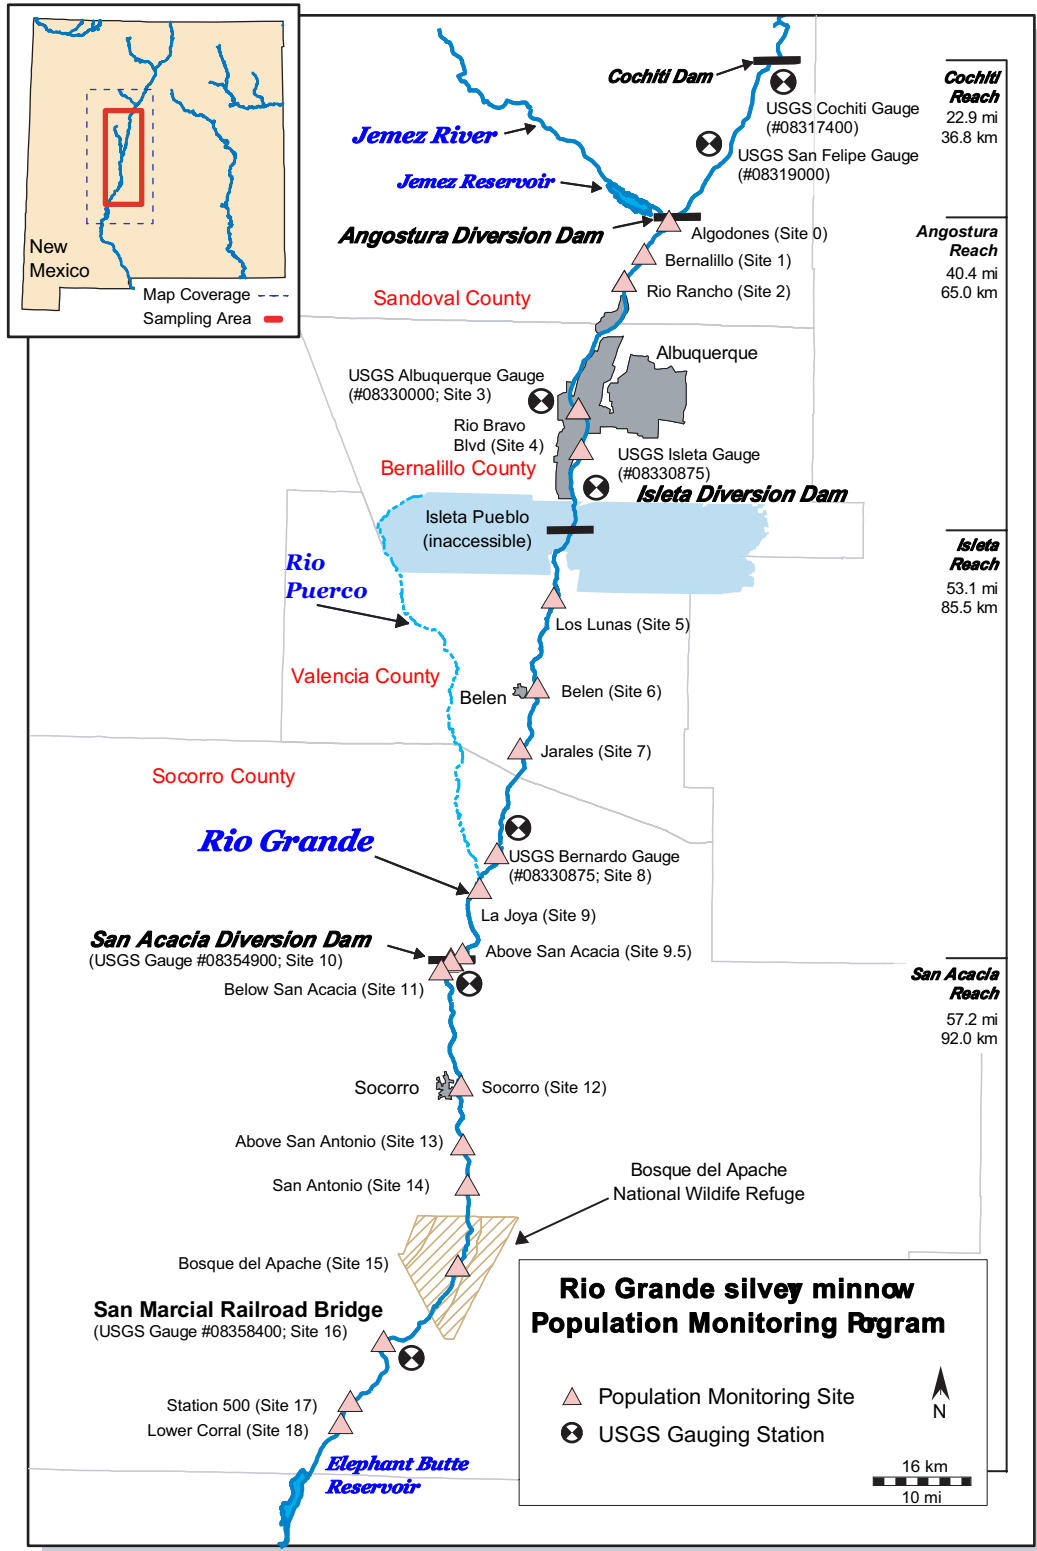 Cochiti Dam
USGS Cochiti Gauge
(#08317400)
Cochiti
Reach
22.9 mi
36.8 km
Jemez River
USGS San Felipe Gauge
(#08319000)
Jemez Reservoir
Angostura Diversion Dam
Algodones (Site 0)
Angostura
Reach
40.4 mi
65.0 km
New
Mexico
Map Coverage
Sampling Area
Bernalillo (Site 1)
Rio Rancho (Site 2)
Sandoval County
Albuquerque
USGS Albuquerque Gauge
(#08330000; Site 3)
Rio Bravo
Blvd (Site 4)
USGS Isleta Gauge
(#08330875)
Bernalillo County
Isleta Diversion Dam
Isleta Pueblo
(inaccessible)
Isleta
Reach
53.1 mi
85.5 km
Rio
Puerco
Los Lunas (Site 5)
Valencia County
Belen
Belen (Site 6)
Jarales (Site 7)
Socorro County
Rio Grande
USGS Bernardo Gauge
(#08330875; Site 8)
La Joya (Site 9)
San Acacia Diversion Dam
(USGS Gauge #08354900; Site 10)
Above San Acacia (Site 9.5)
Below San Acacia (Site 11)
San Acacia
Reach
57.2 mi
92.0 km
Socorro
Socorro (Site 12)
Above San Antonio (Site 13)
San Antonio (Site 14)
Bosque del Apache
National Wildife Refuge
Bosque del Apache (Site 15)
San Marcial Railroad Bridge
(USGS Gauge #08358400; Site 16)
Station 500 (Site 17)
Lower Corral (Site 18)
Elephant Butte
Reservoir
Rio Grande silvery minnow
Population Monitoring Program
Population Monitoring Site
USGS Gauging Station
N
16 km
10 mi